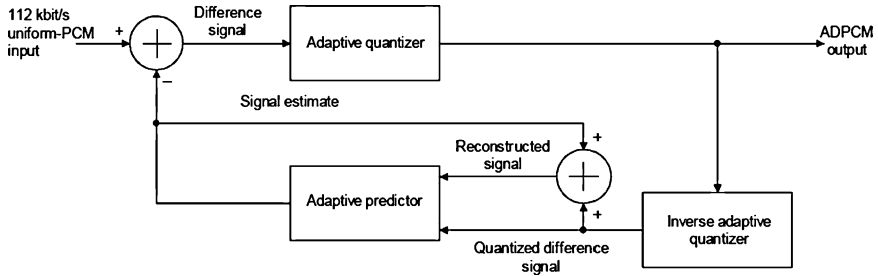 112 kbit/s
uniform-PCM
input
+
–
Difference
signal
Adaptive quantizer
ADPCM
output
Signal estimate
+
Reconstructed
signal
Adaptive predictor
+
Inverse adaptive
quantizer
Quantized difference
signal